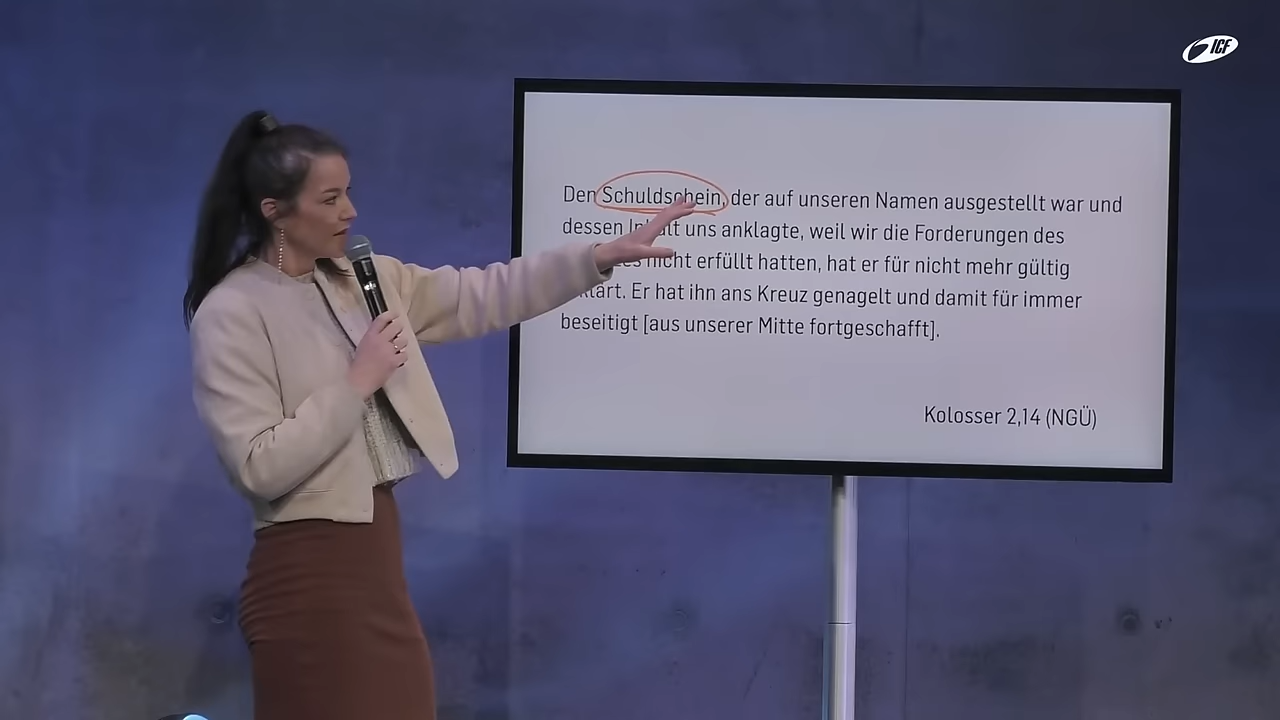 ICF
Den Schuldschein, der auf unseren Namen ausgestellt war und
dessen Inhalt uns anklagte, weil wir die Forderungen des
nicht erfüllt hatten, hat er für nicht mehr gültig
erklärt. Er hat ihn ans Kreuz genagelt und damit für immer
beseitigt [aus unserer Mitte fortgeschafft].
Kolosser 2,14 (NGÜ)